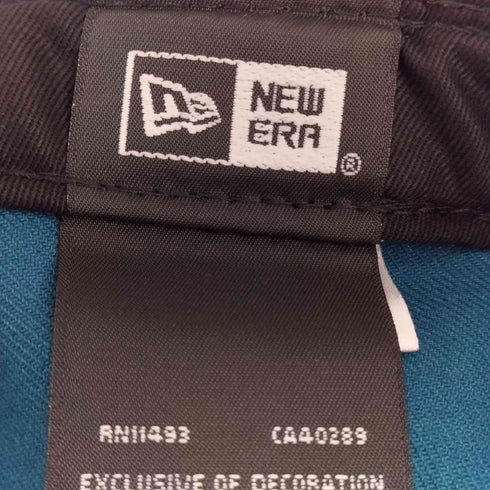 NEW
ERA
®
RN11493 CA40289
EXCLUSIVE OF DECORATION